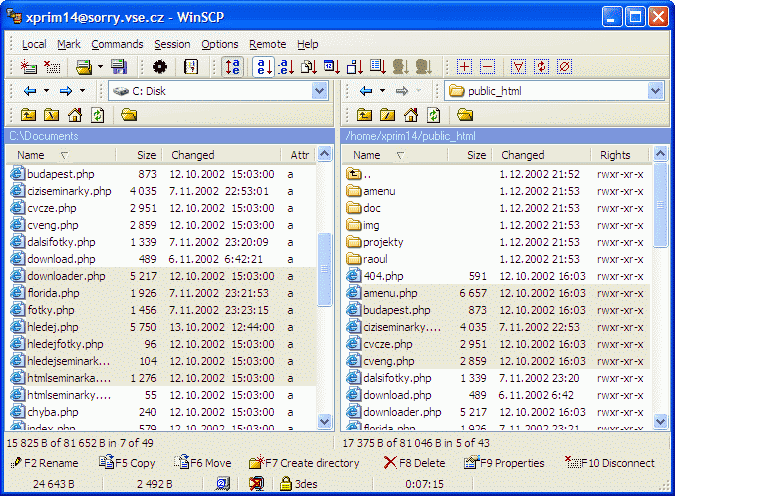 xprim14@sorry.vse.cz - WinSCP
Local Mark Commands Session Options Remote Help
C: Disk
public_html
C:\Documents
/home/xprim14/public_html
Name Size Changed Attr
budapest.php 873 12.10.2002 15:03:00 a
ciziseminarky.php 4 035 7.11.2002 22:53:01 a
cvcze.php 2 951 12.10.2002 15:03:00 a
cveng.php 2 859 12.10.2002 15:03:00 a
dalsifotky.php 1 339 7.11.2002 23:20:09 a
download.php 489 6.11.2002 6:42:21 a
downloader.php 5 217 12.10.2002 15:03:00 a
florida.php 1 926 7.11.2002 23:21:53 a
fotky.php 1 456 7.11.2002 23:23:15 a
hledej.php 5 750 13.10.2002 12:44:00 a
hledejfotky.php 96 12.10.2002 15:03:00 a
hledejseminark... 104 12.10.2002 15:03:00 a
htmlseminarka.... 1 276 12.10.2002 15:03:00 a
htmlseminarky.... 55 12.10.2002 15:03:00 a
chyba.php 240 12.10.2002 15:03:00 a
index.php 579 12.10.2002 15:03:00 a
Name Size Changed Rights
.. 1.12.2002 21:52 rwxr-xr-x
amenu 1.12.2002 21:53 rwxr-xr-x
doc 1.12.2002 21:53 rwxr-xr-x
img 1.12.2002 21:53 rwxr-xr-x
projekty 1.12.2002 21:53 rwxr-xr-x
raoul 1.12.2002 21:53 rwxr-xr-x
404.php 591 12.10.2002 16:03 rwxr-xr-x
amenu.php 6 657 12.10.2002 16:03 rwxr-xr-x
budapest.php 873 12.10.2002 16:03 rwxr-xr-x
ciziseminarky.... 4 035 7.11.2002 22:53 rwxr-xr-x
cvcze.php 2 951 12.10.2002 16:03 rwxr-xr-x
cveng.php 2 859 12.10.2002 16:03 rwxr-xr-x
dalsifotky.php 1 339 7.11.2002 23:20 rwxr-xr-x
download.php 489 6.11.2002 6:42 rwxr-xr-x
downloader.php 5 217 12.10.2002 16:03 rwxr-xr-x
florida.php 1 926 7.11.2002 23:21 rwxr-xr-x
15 825 B of 81 652 B in 7 of 49
17 375 B of 81 046 B in 5 of 43
F2 Rename F5 Copy F6 Move F7 Create directory F8 Delete F9 Properties F10 Disconnect
24 643 B 2 492 B 3des 0:07:15